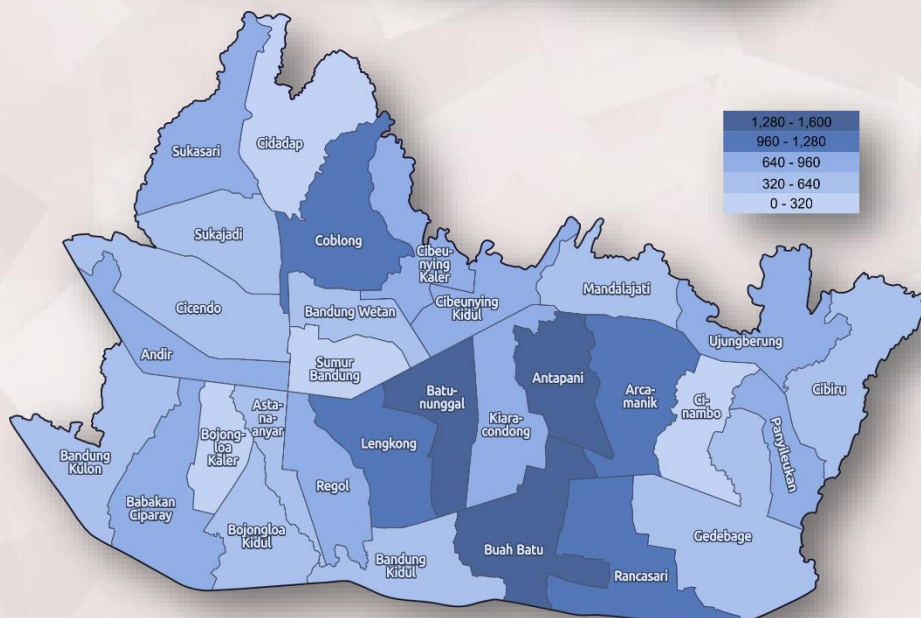 1,280 - 1,600
960 - 1,280
640 - 960
320 - 640
0 - 320
Sukasari
Cidadap
Sukajadi
Coblong
Cibeu-
nying
Kaler
Cicendo
Bandung Wetan
Cibeunying
Kidul
Mandalajati
Ujungberung
Andir
Sumur
Bandung
Batu-
nunggal
Antapani
Arca-
manik
Ci-
nambo
Cibiru
Bandung
Kulon
Bojong-
loa
Kaler
Asta-
na-
anyar
Lengkong
Kiara-
condong
Panyileukan
Babakan
Ciparay
Bojongloa
Kidul
Regol
Bandung
Kidul
Buah Batu
Rancasari
Gedebage